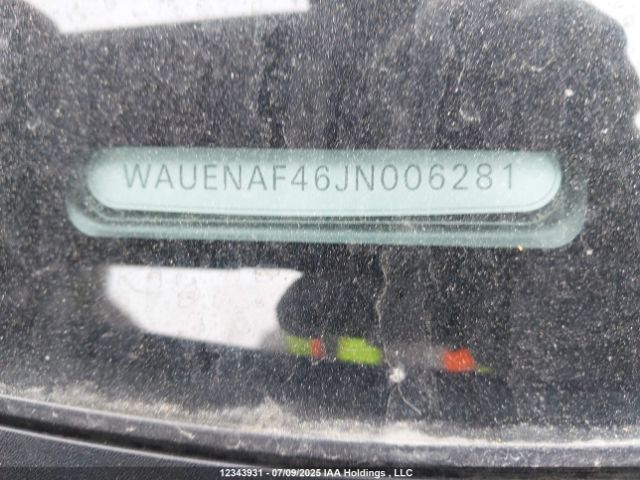 WAUENAF46JN006281
12343931 - 07/09/2025 IAA Holdings , LLC